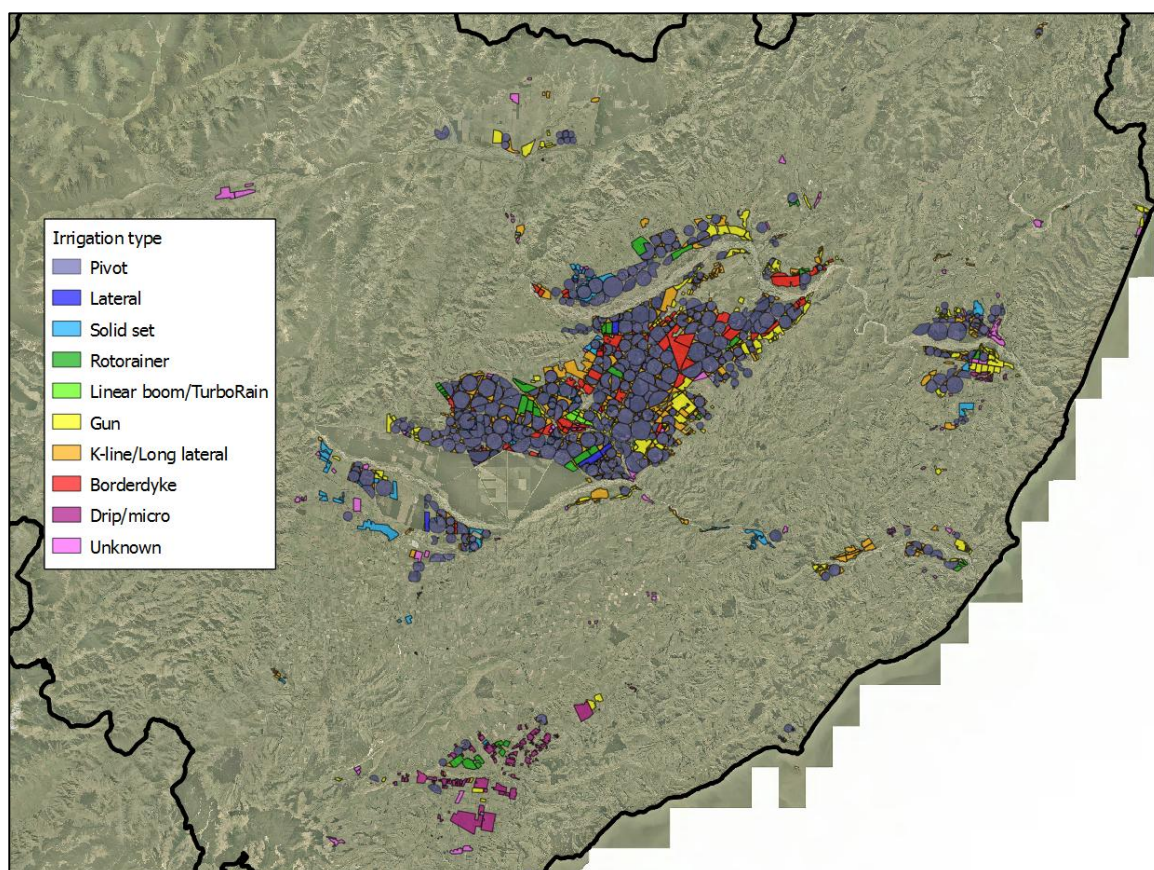 Irrigation type
Pivot
Lateral
Solid set
Rotorainer
Linear boom/TurboRain
Gun
K-line/Long lateral
Borderdyke
Drip/micro
Unknown